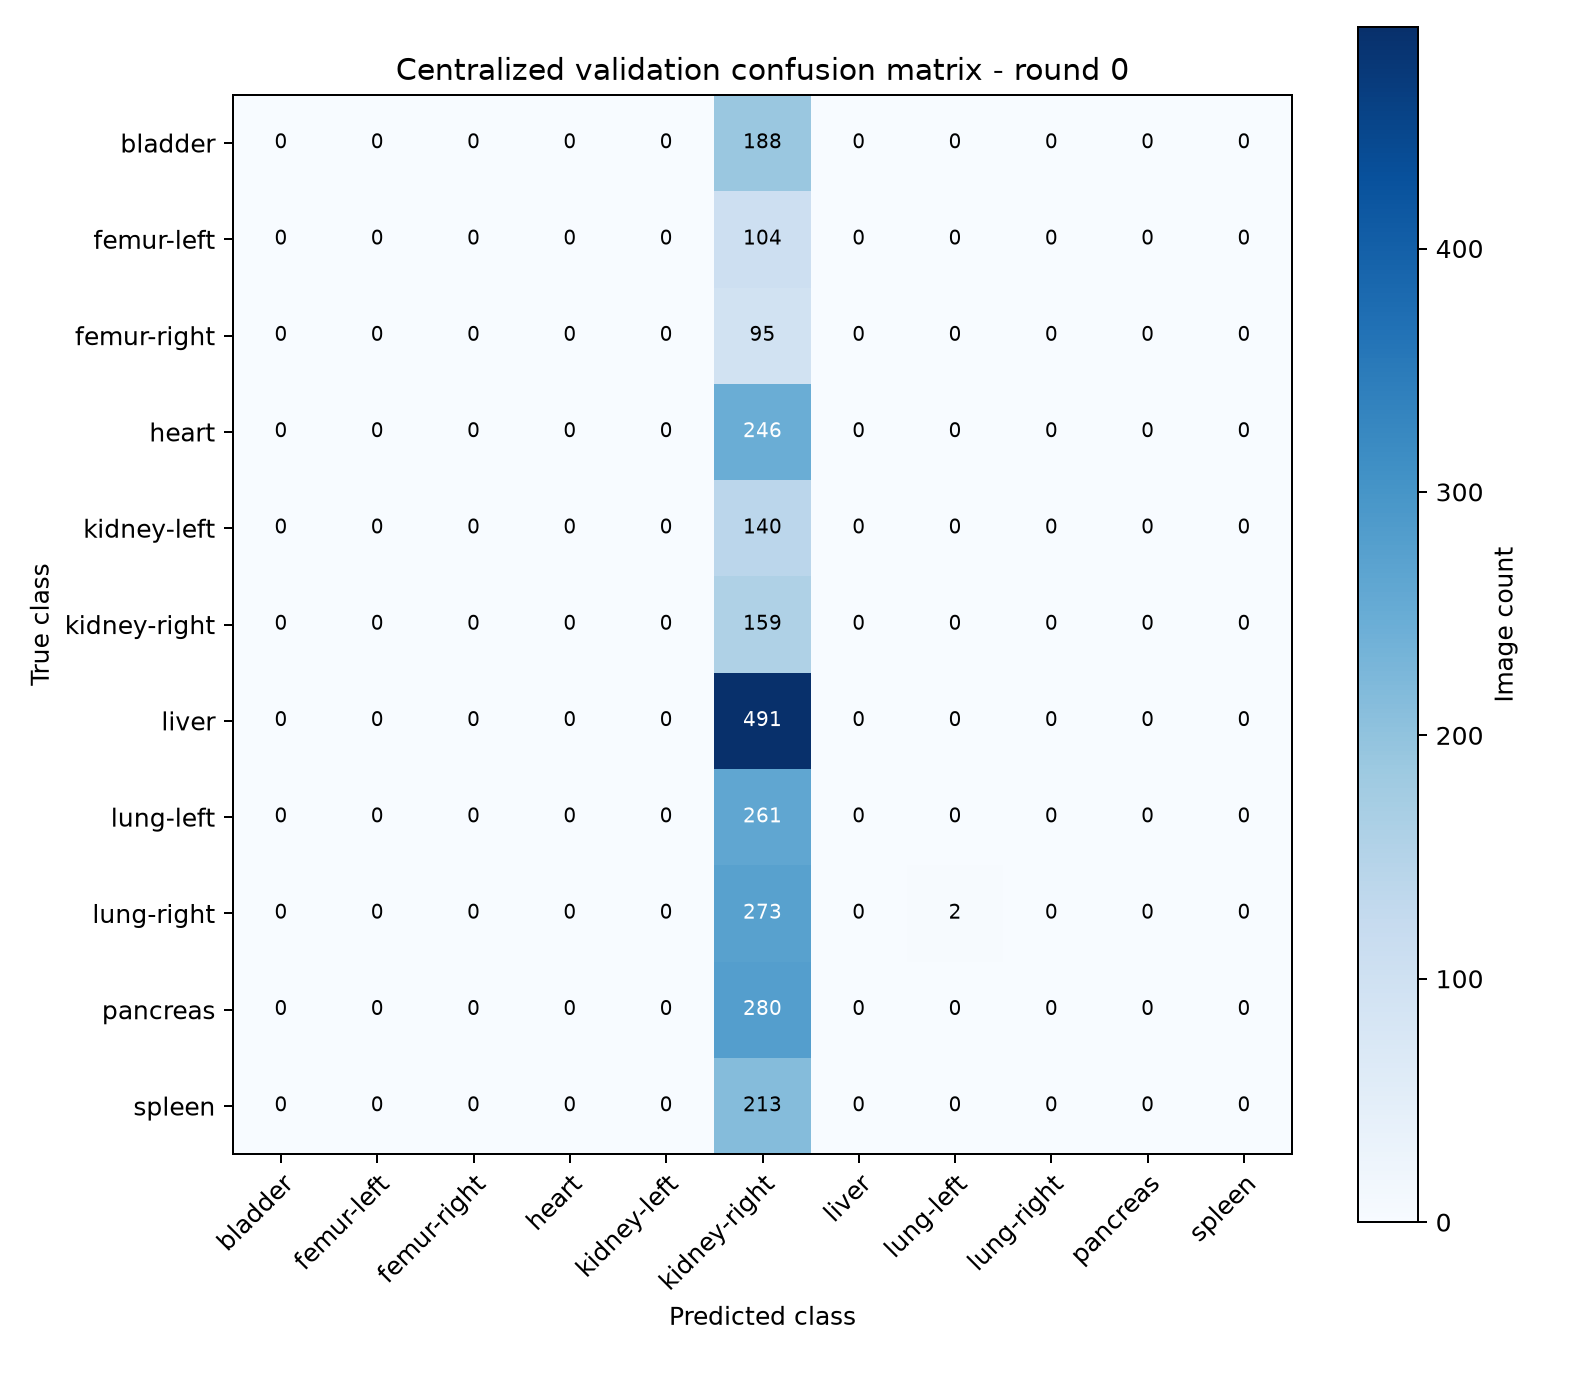 Centralized validation confusion matrix - round 0
bladder 0 0 0 0 0 188 0 0 0 0 0
femur-left 0 0 0 0 0 104 0 0 0 0 0
femur-right 0 0 0 0 0 95 0 0 0 0 0
heart 0 0 0 0 0 246 0 0 0 0 0
kidney-left 0 0 0 0 0 140 0 0 0 0 0
kidney-right 0 0 0 0 0 159 0 0 0 0 0
liver 0 0 0 0 0 491 0 0 0 0 0
lung-left 0 0 0 0 0 261 0 0 0 0 0
lung-right 0 0 0 0 0 273 0 2 0 0 0
pancreas 0 0 0 0 0 280 0 0 0 0 0
spleen 0 0 0 0 0 213 0 0 0 0 0
True class
bladder femur-left femur-right heart kidney-left kidney-right liver lung-left lung-right pancreas spleen
Predicted class
400
300
200
100
0
Image count